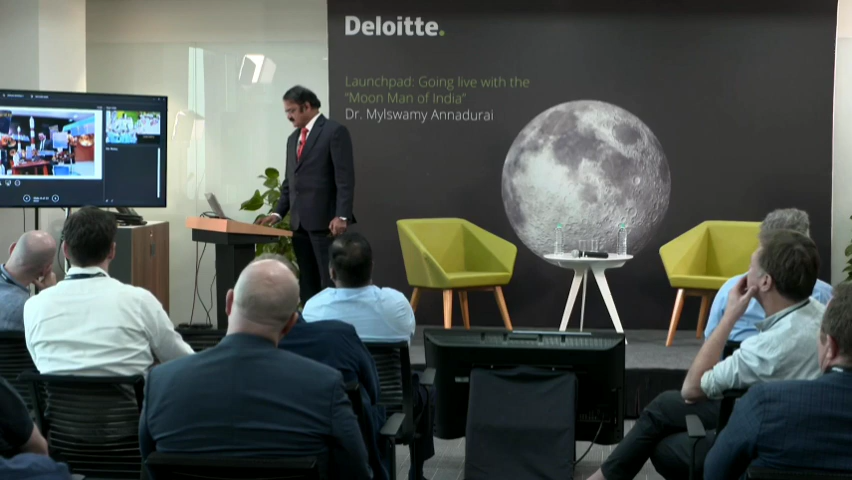 Deloitte.
Launchpad: Going live with the
"Moon Man of India"
Dr. Mylswamy Annadurai